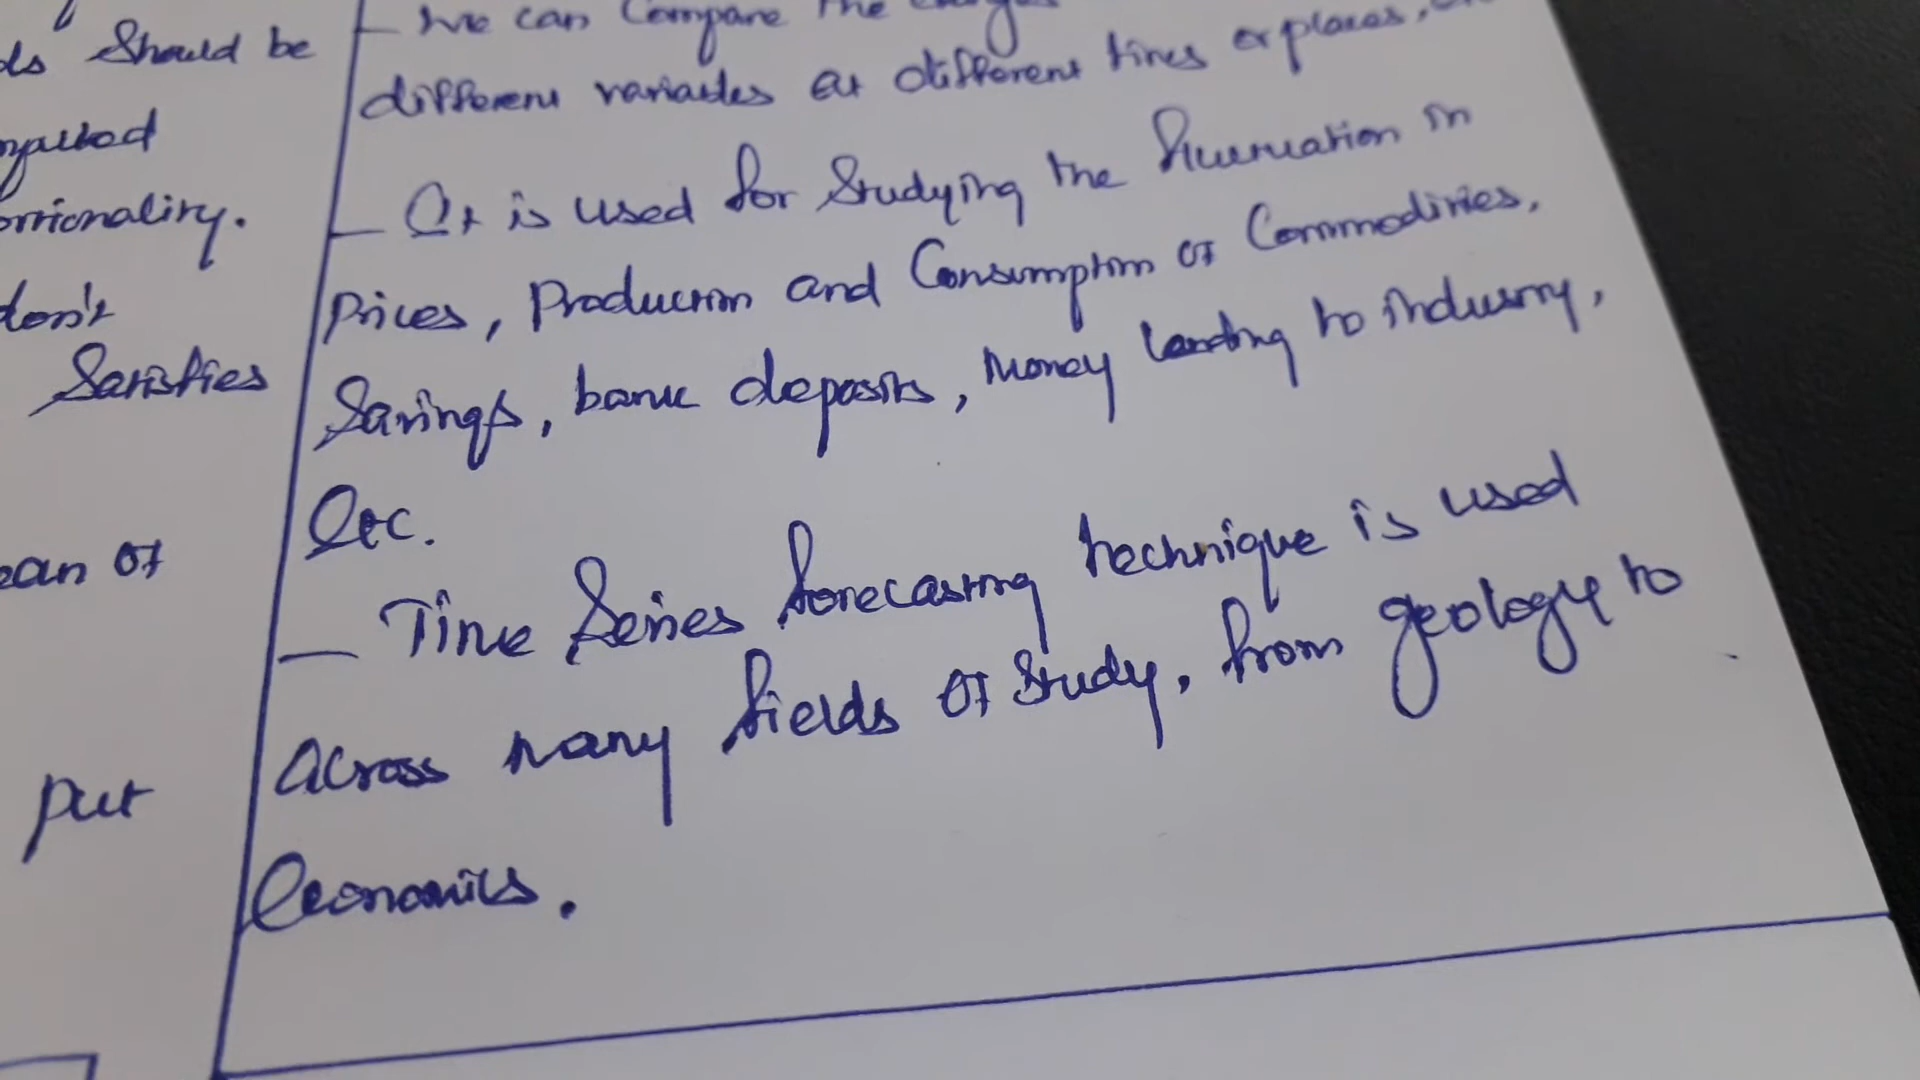 ds should be
don't
Satisfies
ean of
put
- We can Compare the changes
different variables at different times or places,
- It is used for Studying the fluctuation in
Prices, Production and Consumption of Commodities,
Savings, bank deposits, Money lending to industry,
Etc.
- Time Series forecasting technique is used
across many fields of study, from geology to
Economics.